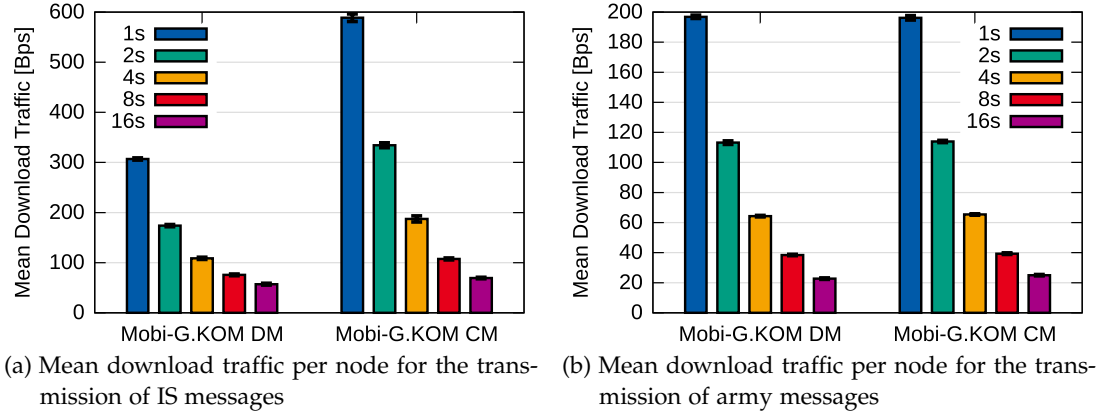 600
500
400
300
200
100
0
Mean Download Traffic [Bps]
1s
2s
4s
8s
16s
Mobi-G.KOM DM
Mobi-G.KOM CM
(a) Mean download traffic per node for the trans-
mission of IS messages
200
180
160
140
120
100
80
60
40
20
0
Mean Download Traffic [Bps]
1s
2s
4s
8s
16s
Mobi-G.KOM DM
Mobi-G.KOM CM
(b) Mean download traffic per node for the trans-
mission of army messages